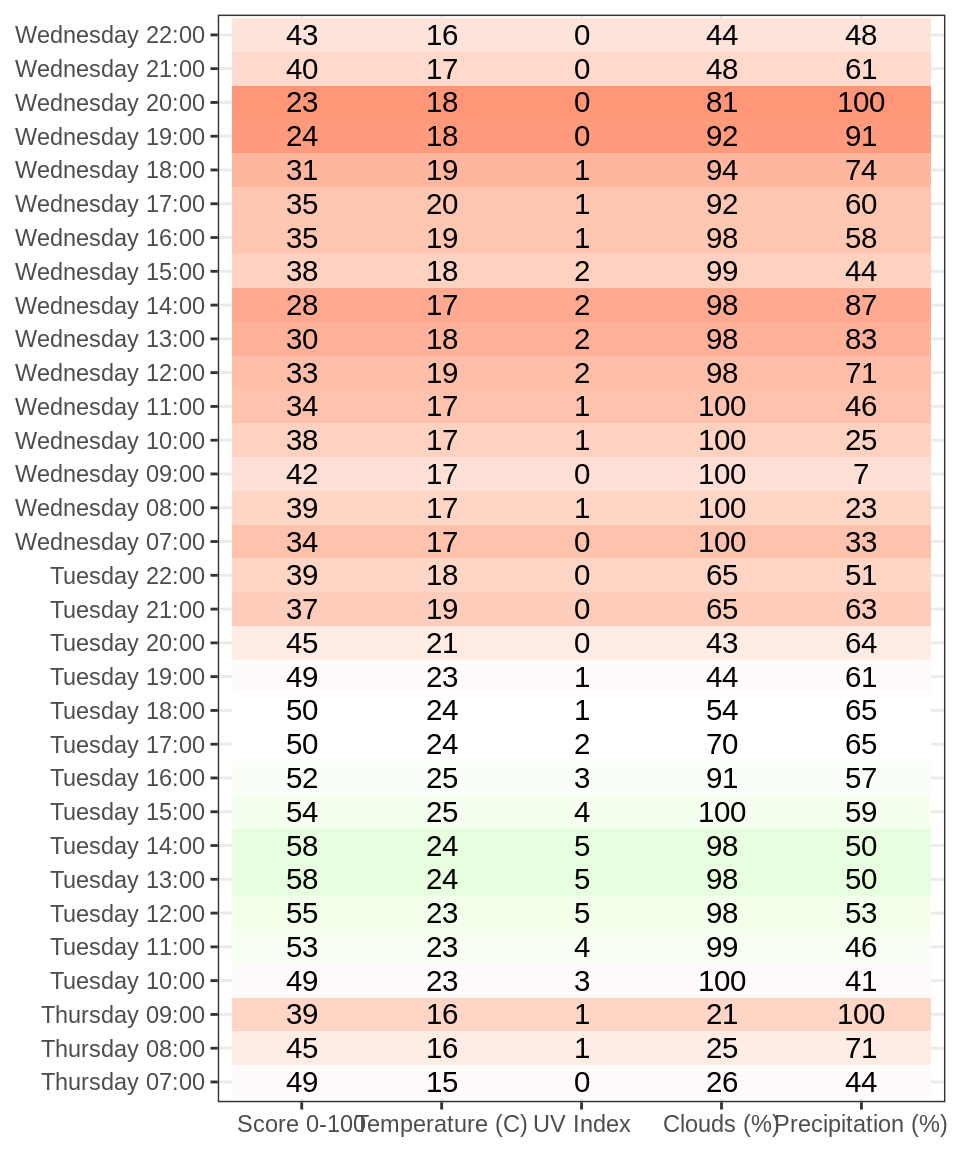 Wednesday 22:00 43 16 0 44 48
Wednesday 21:00 40 17 0 48 61
Wednesday 20:00 23 18 0 81 100
Wednesday 19:00 24 18 0 92 91
Wednesday 18:00 31 19 1 94 74
Wednesday 17:00 35 20 1 92 60
Wednesday 16:00 35 19 1 98 58
Wednesday 15:00 38 18 2 99 44
Wednesday 14:00 28 17 2 98 87
Wednesday 13:00 30 18 2 98 83
Wednesday 12:00 33 19 2 98 71
Wednesday 11:00 34 17 1 100 46
Wednesday 10:00 38 17 1 100 25
Wednesday 09:00 42 17 0 100 7
Wednesday 08:00 39 17 1 100 23
Wednesday 07:00 34 17 0 100 33
Tuesday 22:00 39 18 0 65 51
Tuesday 21:00 37 19 0 65 63
Tuesday 20:00 45 21 0 43 64
Tuesday 19:00 49 23 1 44 61
Tuesday 18:00 50 24 1 54 65
Tuesday 17:00 50 24 2 70 65
Tuesday 16:00 52 25 3 91 57
Tuesday 15:00 54 25 4 100 59
Tuesday 14:00 58 24 5 98 50
Tuesday 13:00 58 24 5 98 50
Tuesday 12:00 55 23 5 98 53
Tuesday 11:00 53 23 4 99 46
Tuesday 10:00 49 23 3 100 41
Thursday 09:00 39 16 1 21 100
Thursday 08:00 45 16 1 25 71
Thursday 07:00 49 15 0 26 44
Score 0-100 Temperature (C) UV Index Clouds (%) Precipitation (%)